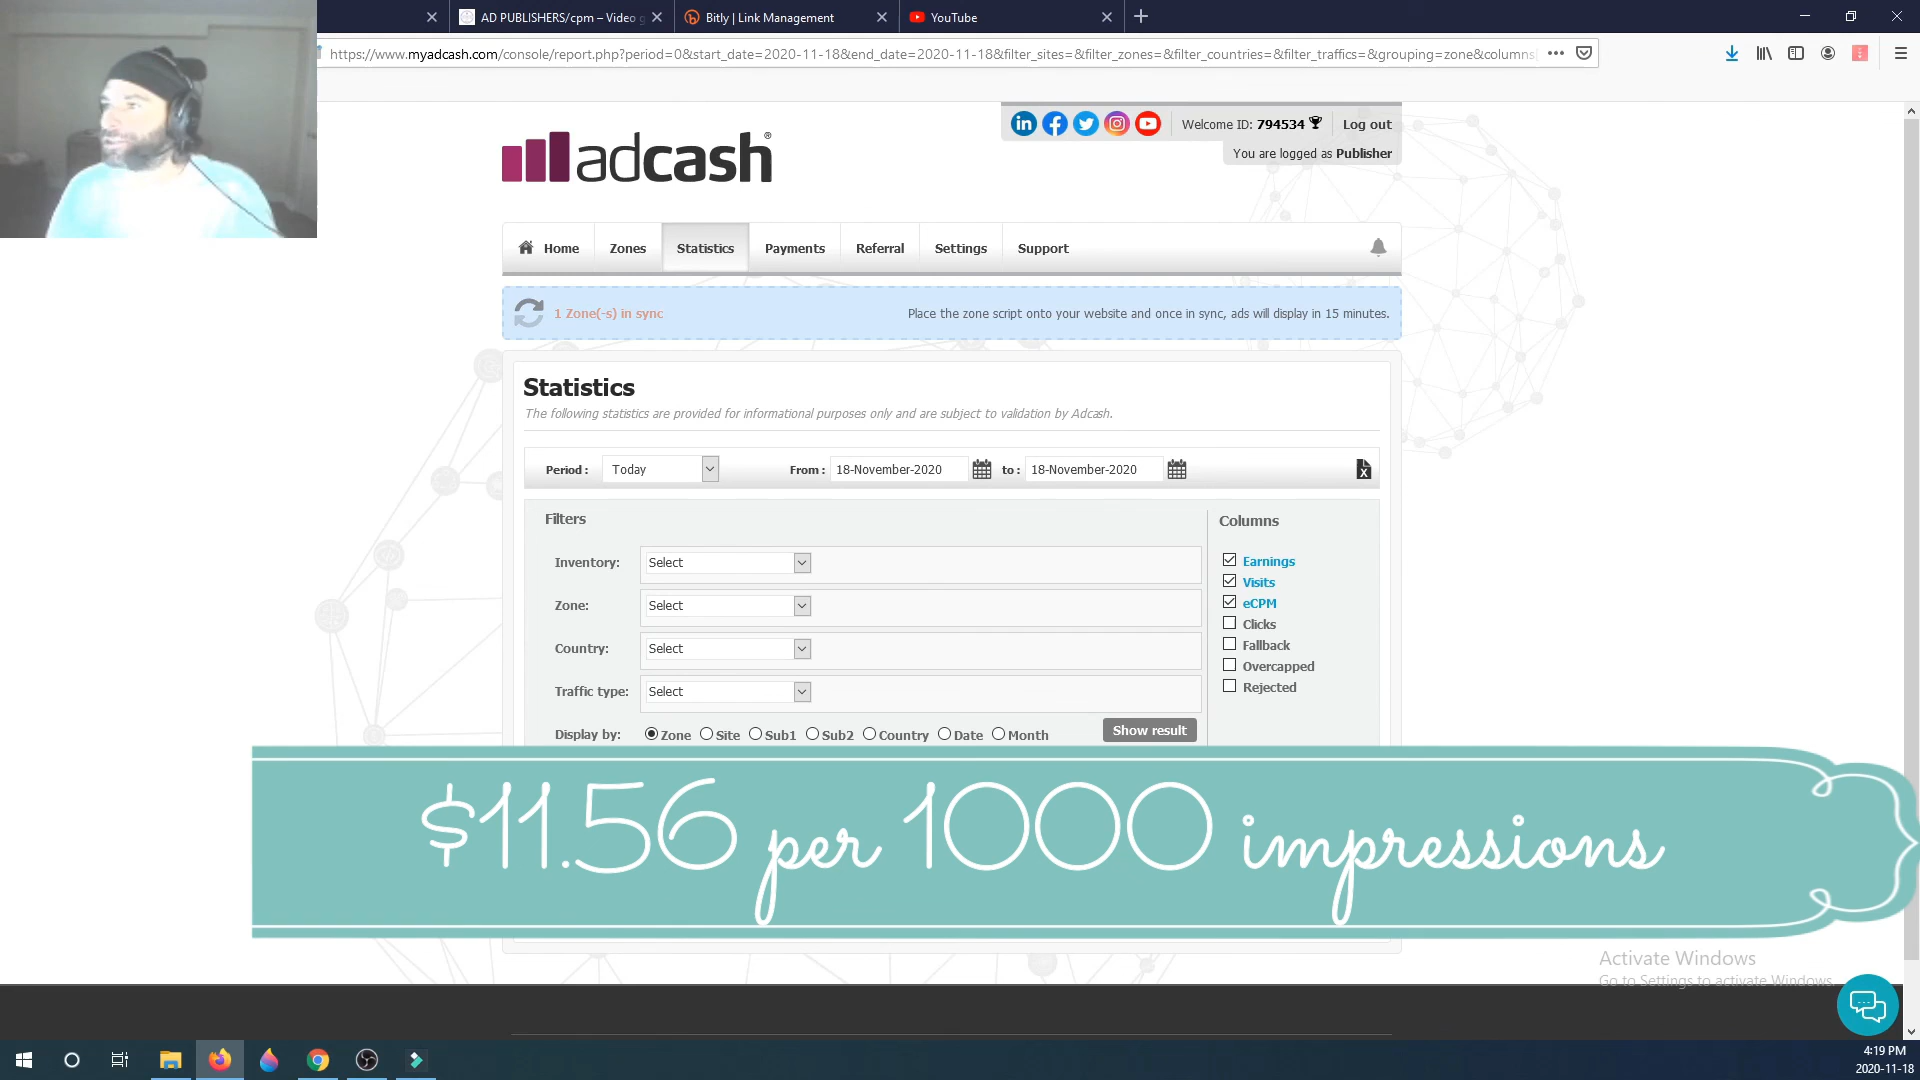 AD PUBLISHERS/cpm – Video g
Bitly | Link Management
YouTube
https://www.myadcash.com/console/report.php?period=0&start_date=2020-11-18&end_date=2020-11-18&filter_sites=&filter_zones=&filter_countries=&filter_traffics=&grouping=zone&columns
Welcome ID: 794534
Log out
You are logged as Publisher
adcash®
Home
Zones
Statistics
Payments
Referral
Settings
Support
1 Zone(-s) in sync
Place the zone script onto your website and once in sync, ads will display in 15 minutes.
Statistics
The following statistics are provided for informational purposes only and are subject to validation by Adcash.
Period :
Today
From :
18-November-2020
to :
18-November-2020
Filters
Columns
Inventory:
Select
Zone:
Select
Country:
Select
Traffic type:
Select
Earnings
Visits
eCPM
Clicks
Fallback
Overcapped
Rejected
Display by:
Zone
Site
Sub1
Sub2
Country
Date
Month
Show result
$11.56 per 1000 impressions
Activate Windows
Go to Settings to activate Windows.
4:19 PM
2020-11-18